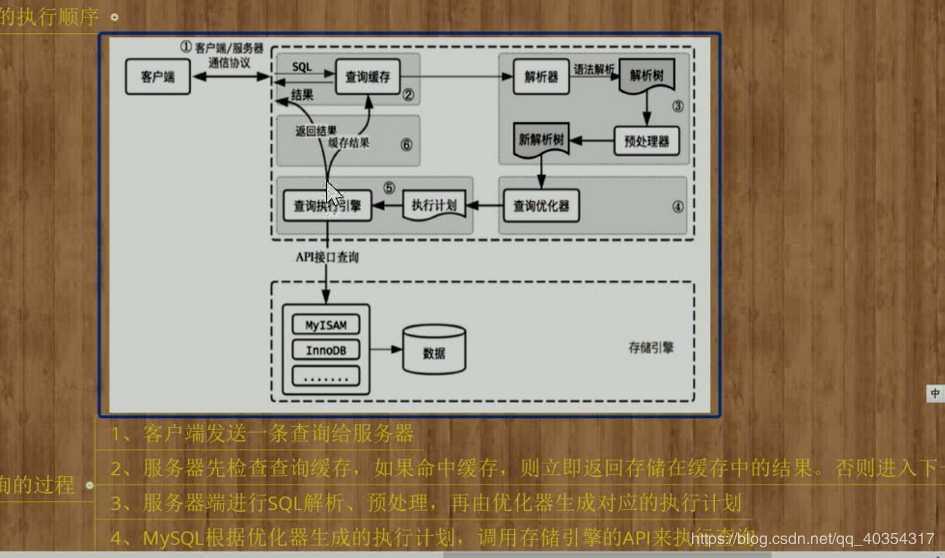 的执行顺序
① 客户端/服务器
通信协议
客户端
SQL
查询缓存
结果
②
解析器
语法解析
解析树
③
返回结果
缓存结果
⑥
新解析树
预处理器
⑤
查询执行引擎
执行计划
查询优化器
④
API接口查询
MyISAM
InnoDB
.......
数据
存储引擎
中
1、客户端发送一条查询给服务器
2、服务器先检查查询缓存，如果命中缓存，则立即返回存储在缓存中的结果。否则进入下
询的过程
3、服务器端进行SQL解析、预处理，再由优化器生成对应的执行计划
4、MySQL根据优化器生成的执行计划，调用存储引擎的API来执行查询
https://blog.csdn.net/qq_40354317